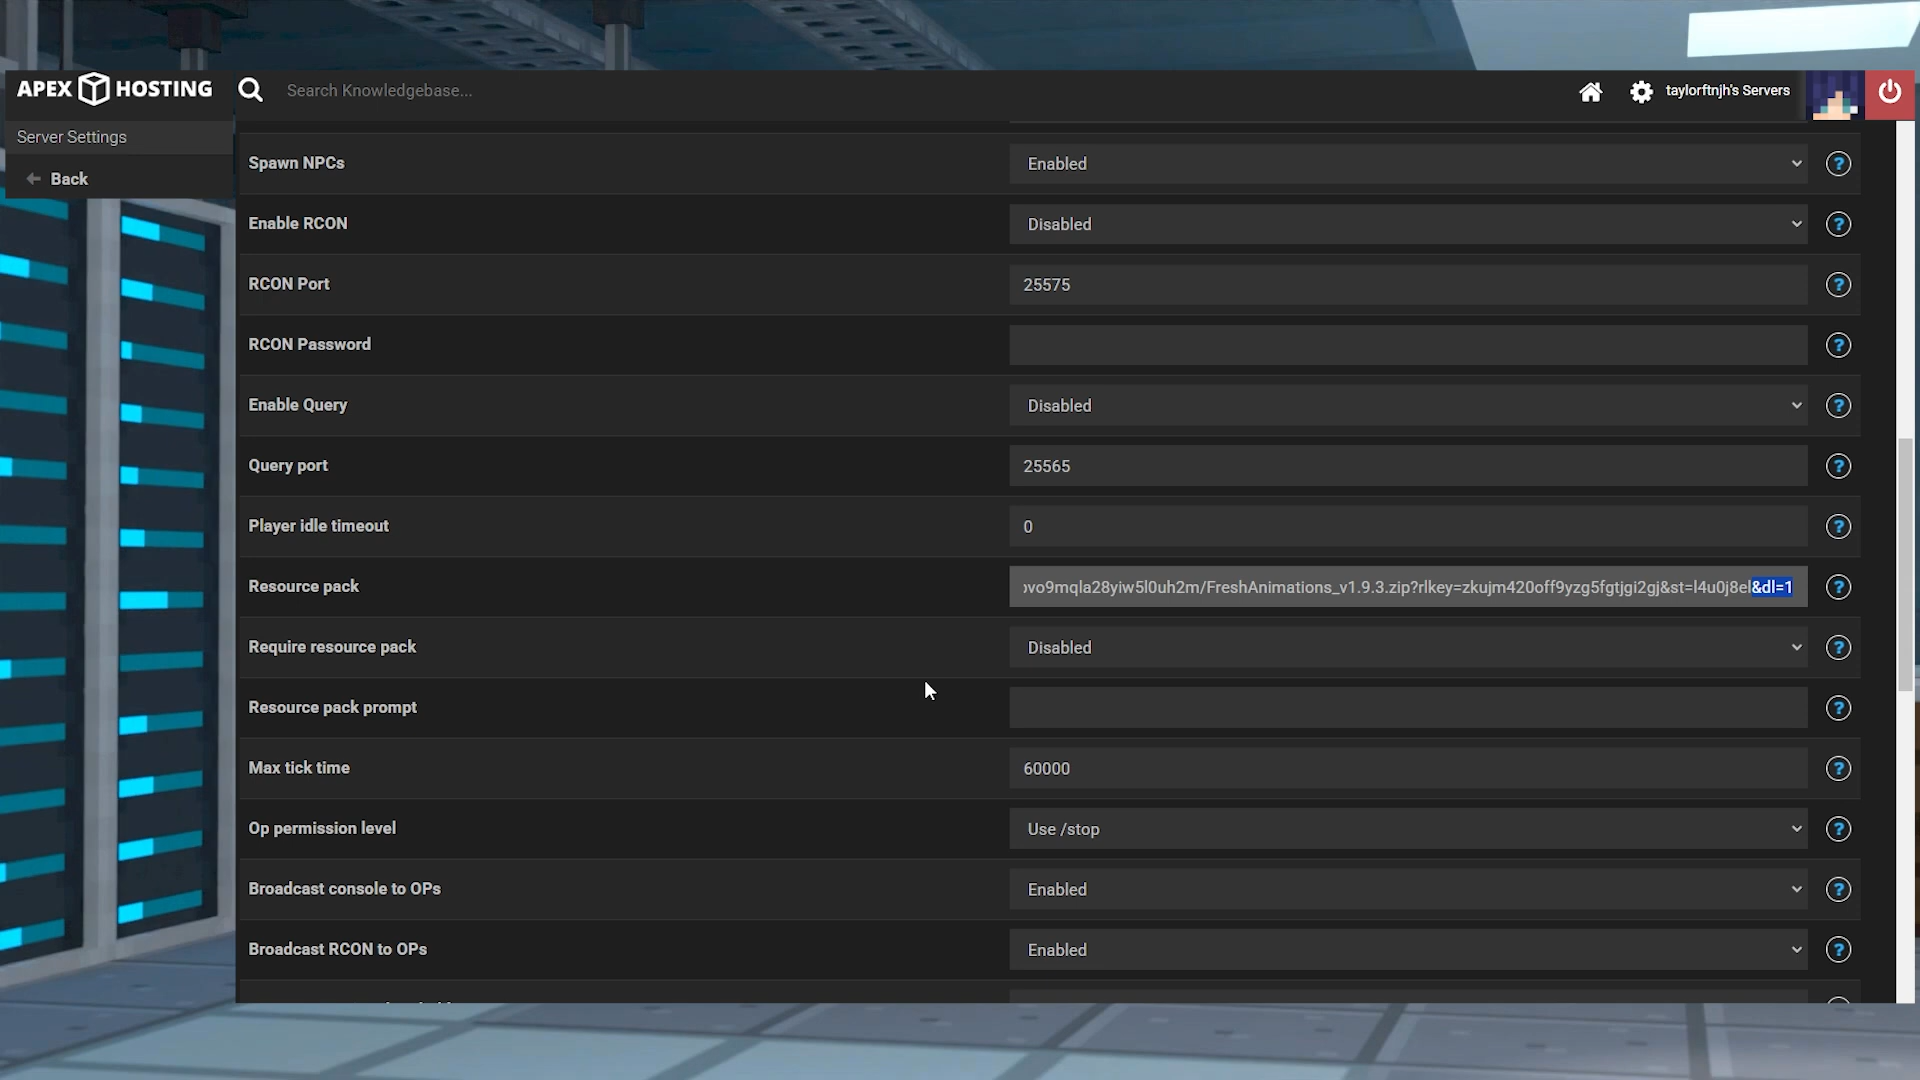 APEX HOSTING
Search Knowledgebase...
taylorftnjh's Servers
Server Settings
Back
Spawn NPCs
Enabled
?
Enable RCON
Disabled
?
RCON Port
25575
?
RCON Password
?
Enable Query
Disabled
?
Query port
25565
?
Player idle timeout
0
?
Resource pack
vo9mqla28yiw5l0uh2m/FreshAnimations_v1.9.3.zip?rlkey=zkujm420off9yzg5fgtjgi2gj&st=l4u0j8el&dl=1
?
Require resource pack
Disabled
?
Resource pack prompt
?
Max tick time
60000
?
Op permission level
Use /stop
?
Broadcast console to OPs
Enabled
?
Broadcast RCON to OPs
Enabled
?